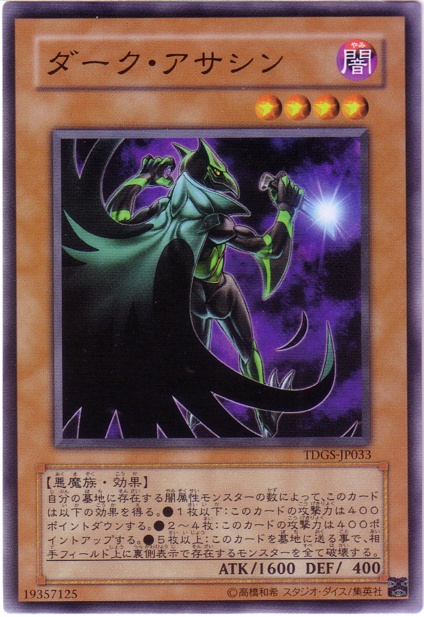 ダーク・アサシン
闇
TDGS-JP033
【悪魔族・効果】
自分の墓地に存在する闇属性モンスターの数によって、このカード
は以下の効果を得る。●1枚以下:このカードの攻撃力は400
ポイントダウンする。●2～4枚:このカードの攻撃力は400ポ
イントアップする。●5枚以上:このカードを墓地に送る事で、相
手フィールド上に裏側表示で存在するモンスターを全て破壊する。
ATK/1600 DEF/ 400
19357125
©高橋和希 スタジオ・ダイス/集英社